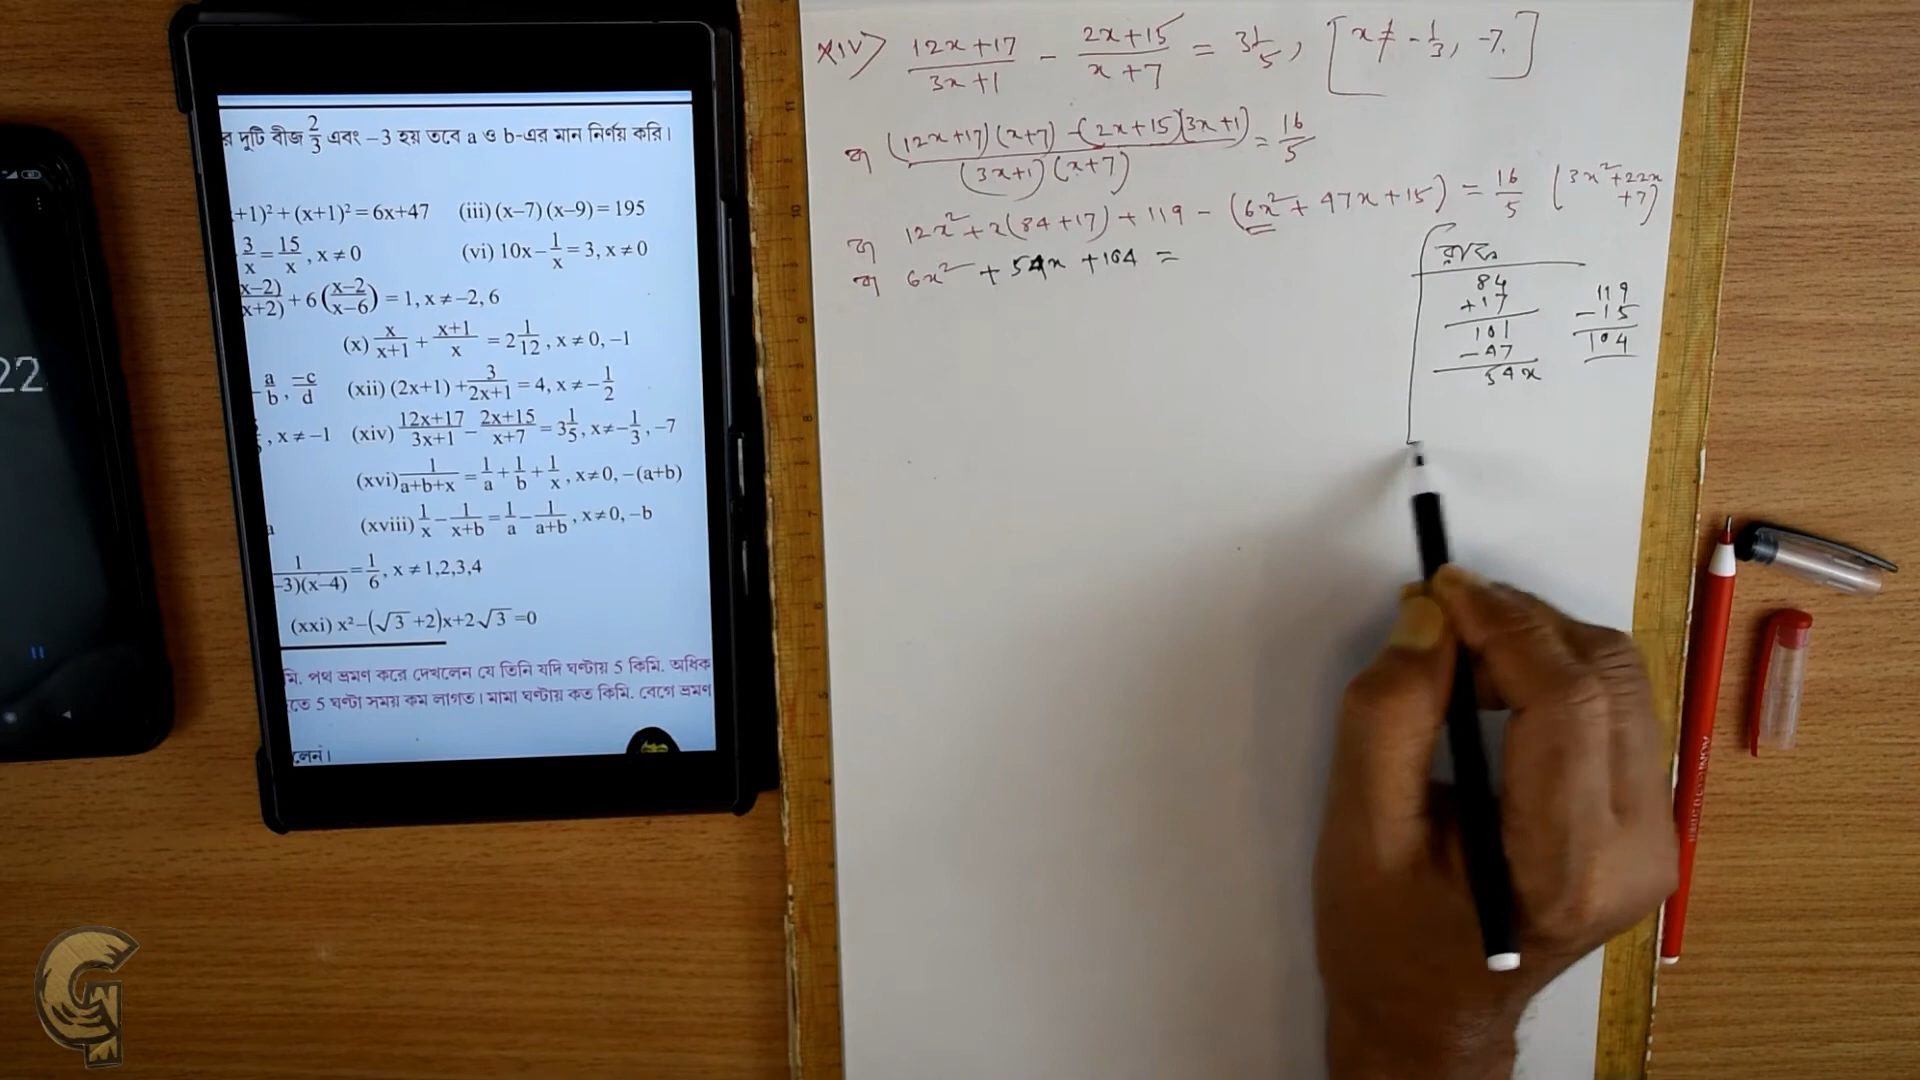 র দুটি বীজ 2/3 এবং –3 হয় তবে a ও b-এর মান নির্ণয় করি।
+1)² + (x+1)² = 6x+47 (iii) (x–7) (x–9) = 195
3/x = 15/x , x ≠ 0 (vi) 10x – 1/x = 3, x ≠ 0
x–2)/x+2) + 6 (x–2/x–6) = 1, x ≠ –2, 6
(x) x/x+1 + x+1/x = 2 1/12 , x ≠ 0, –1
a/b , –c/d (xii) (2x+1) + 3/2x+1 = 4, x ≠ – 1/2
, x ≠ –1 (xiv) 12x+17/3x+1 – 2x+15/x+7 = 3 1/5 , x≠– 1/3 , –7
(xvi) 1/a+b+x = 1/a + 1/b + 1/x , x≠0, –(a+b)
a (xviii) 1/x – 1/x+b = 1/a – 1/a+b , x≠0, –b
1/–3)(x–4) = 1/6 , x ≠ 1,2,3,4
(xxi) x²–(√3 +2)x+2√3 =0
মি. পথ ভ্রমণ করে দেখলেন যে তিনি যদি ঘণ্টায় 5 কিমি. অধিক
তে 5 ঘণ্টা সময় কম লাগত। মামা ঘণ্টায় কত কিমি. বেগে ভ্রমণ
লেন।
22
XIV> 12x+17/3x+1 – 2x+15/x+7 = 3 1/5 , [x ≠ – 1/3 , –7.]
বা (12x+17)(x+7) –(2x+15)(3x+1)/(3x+1)(x+7) = 16/5
বা 12x² + x(84+17) + 119 – (6x² + 47x + 15) = 16/5 (3x²+22x+7)
বা 6x² + 54x + 104 =
84
+17
101
–47
54x
119
–15
104